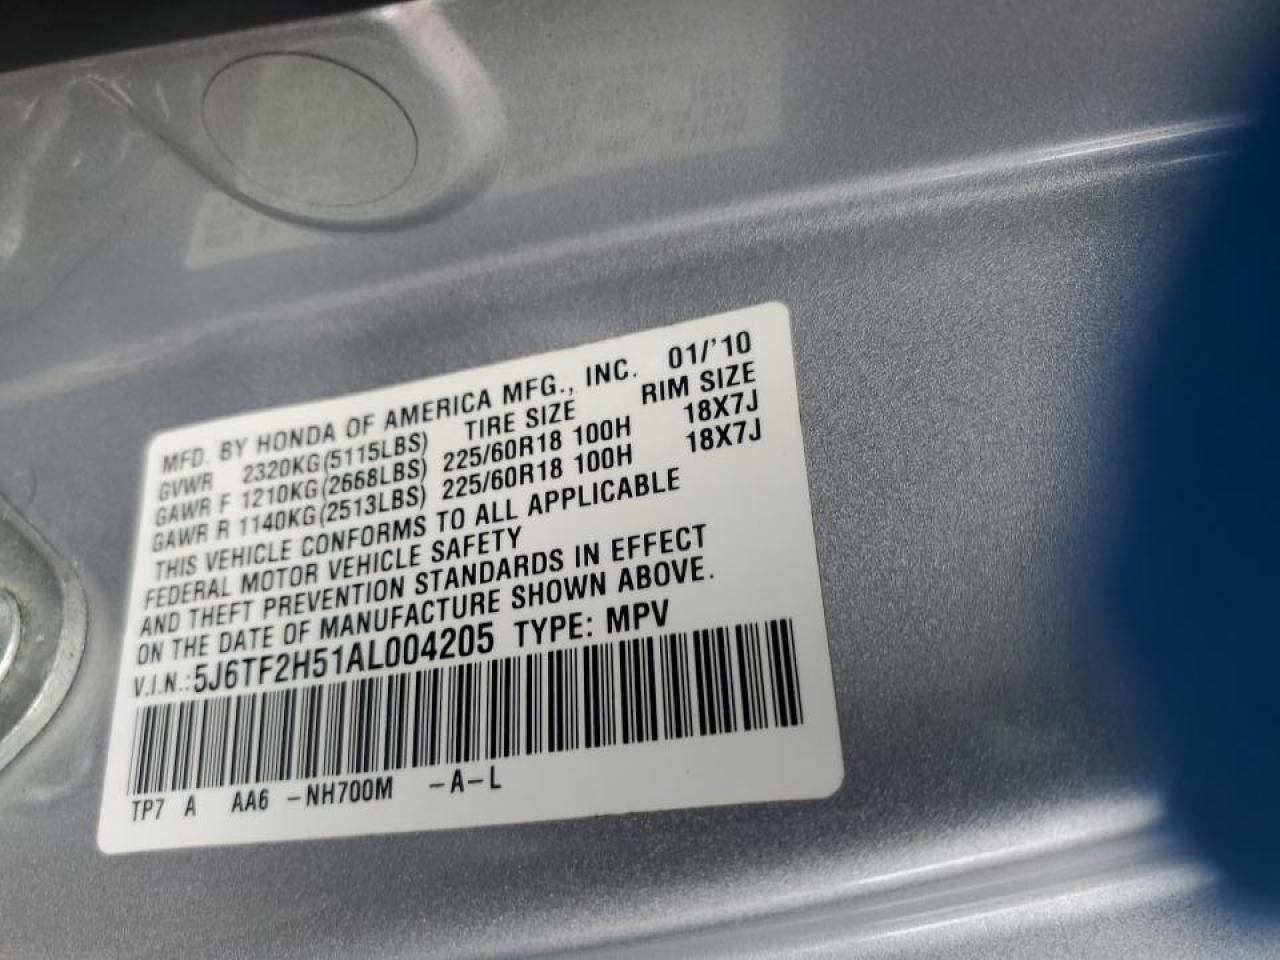 MFD. BY HONDA OF AMERICA MFG., INC. 01/'10
GVWR 2320KG(5115LBS) TIRE SIZE RIM SIZE
GAWR F 1210KG(2668LBS) 225/60R18 100H 18X7J
GAWR R 1140KG(2513LBS) 225/60R18 100H 18X7J
THIS VEHICLE CONFORMS TO ALL APPLICABLE
FEDERAL MOTOR VEHICLE SAFETY
AND THEFT PREVENTION STANDARDS IN EFFECT
ON THE DATE OF MANUFACTURE SHOWN ABOVE.
V.I.N.:5J6TF2H51AL004205 TYPE: MPV
TP7 A AA6 -NH700M -A-L